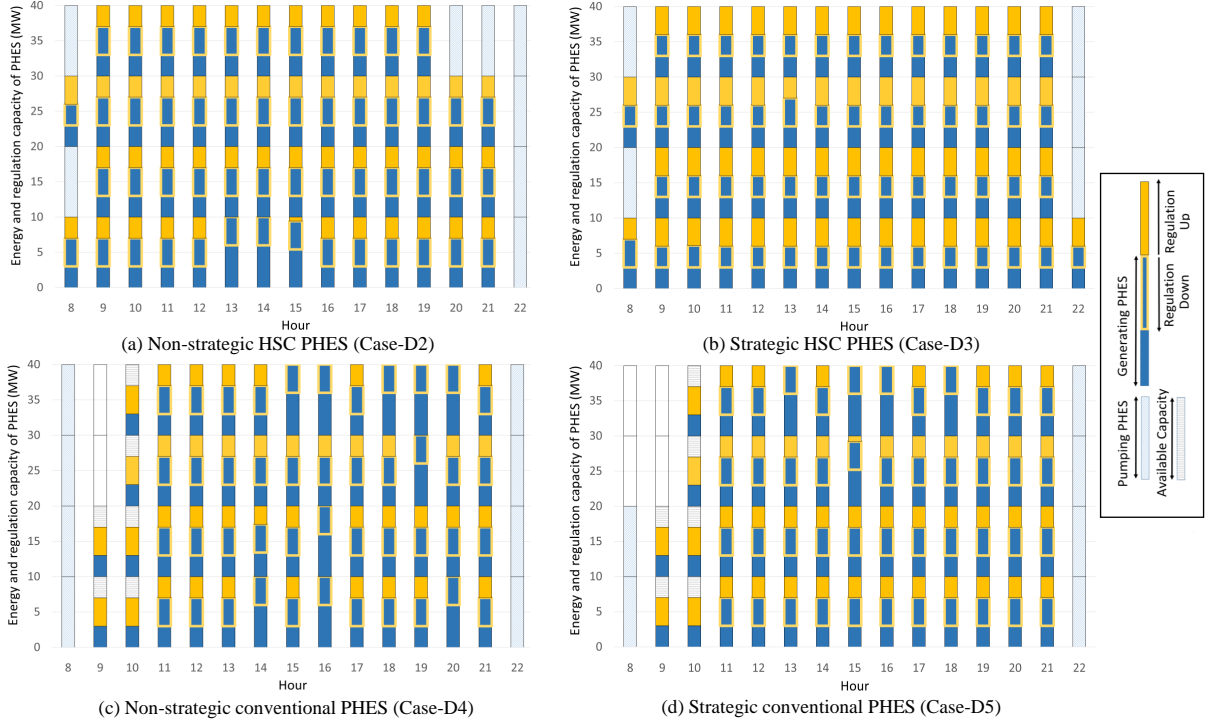 Energy and regulation capacity of PHES (MW)
40
35
30
25
20
15
10
5
0
8 9 10 11 12 13 14 15 16 17 18 19 20 21 22
Hour
(a) Non-strategic HSC PHES (Case-D2)
Energy and regulation capacity of PHES (MW)
40
35
30
25
20
15
10
5
0
8 9 10 11 12 13 14 15 16 17 18 19 20 21 22
Hour
(b) Strategic HSC PHES (Case-D3)
Energy and regulation capacity of PHES (MW)
40
35
30
25
20
15
10
5
0
8 9 10 11 12 13 14 15 16 17 18 19 20 21 22
Hour
(c) Non-strategic conventional PHES (Case-D4)
Energy and regulation capacity of PHES (MW)
40
35
30
25
20
15
10
5
0
8 9 10 11 12 13 14 15 16 17 18 19 20 21 22
Hour
(d) Strategic conventional PHES (Case-D5)
Regulation
Up
Generating PHES
Regulation
Down
Pumping PHES
Available Capacity